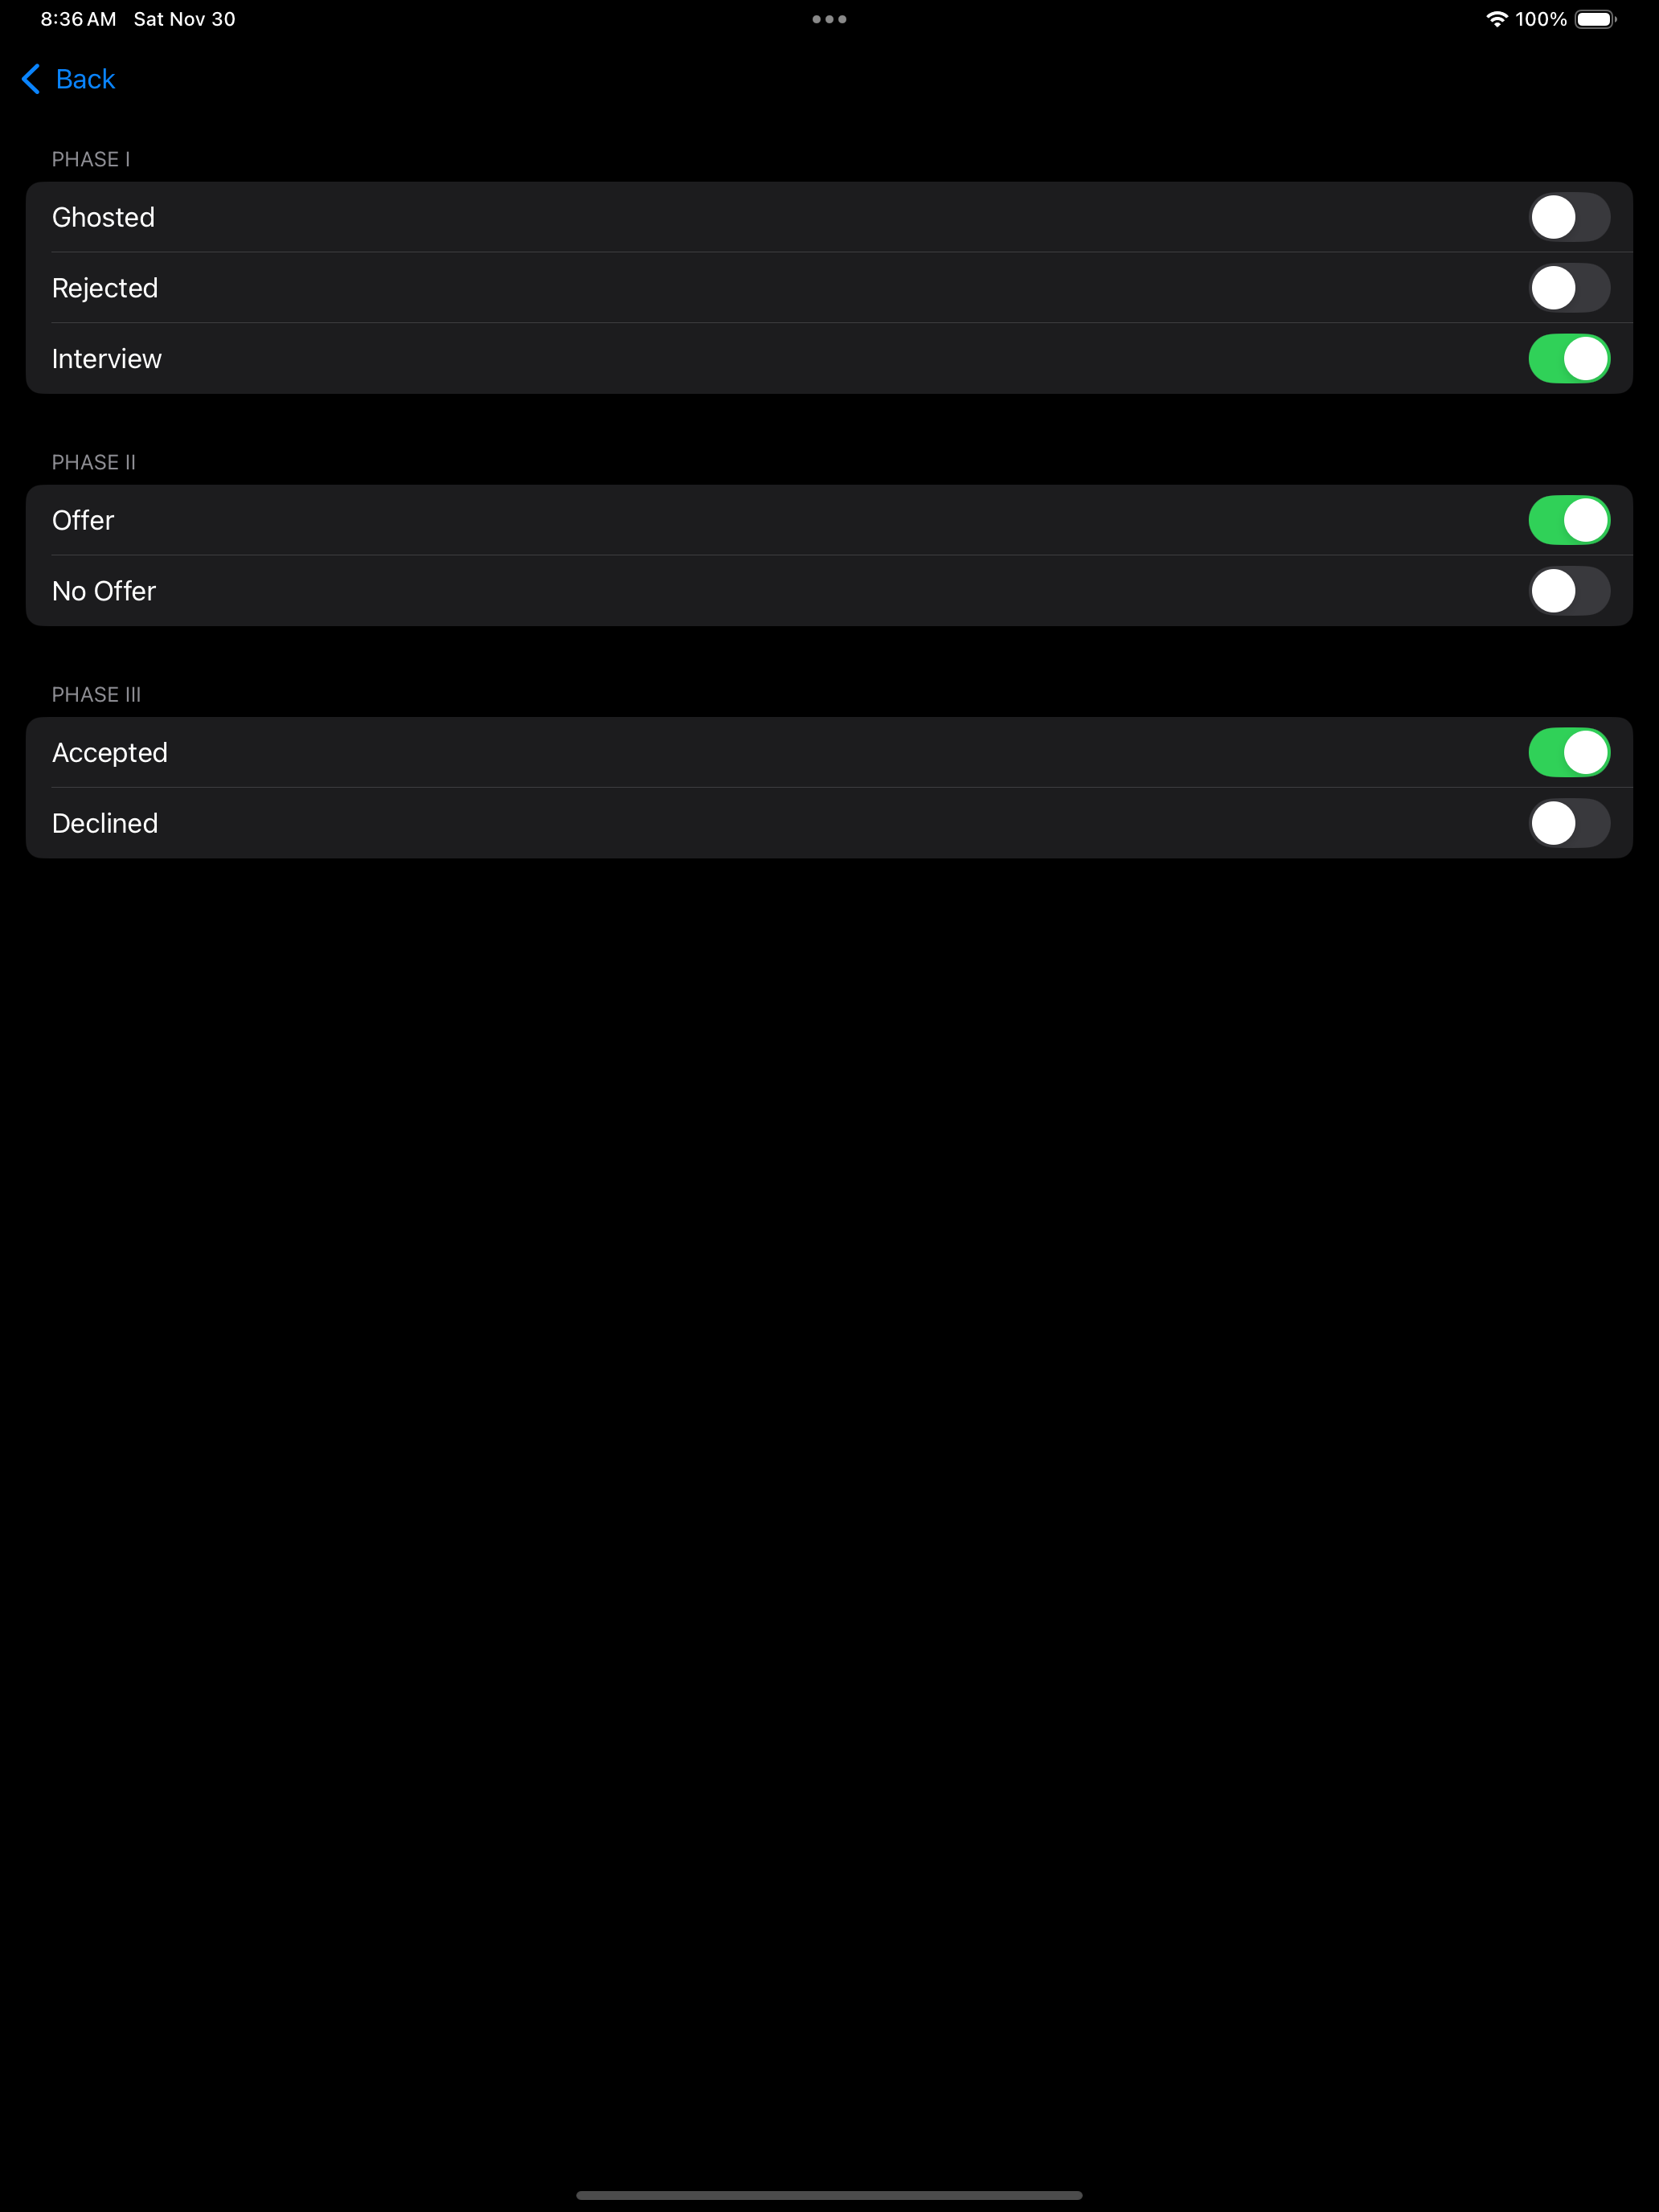 8:36 AM Sat Nov 30
100%
Back
PHASE I
Ghosted
Rejected
Interview
PHASE II
Offer
No Offer
PHASE III
Accepted
Declined